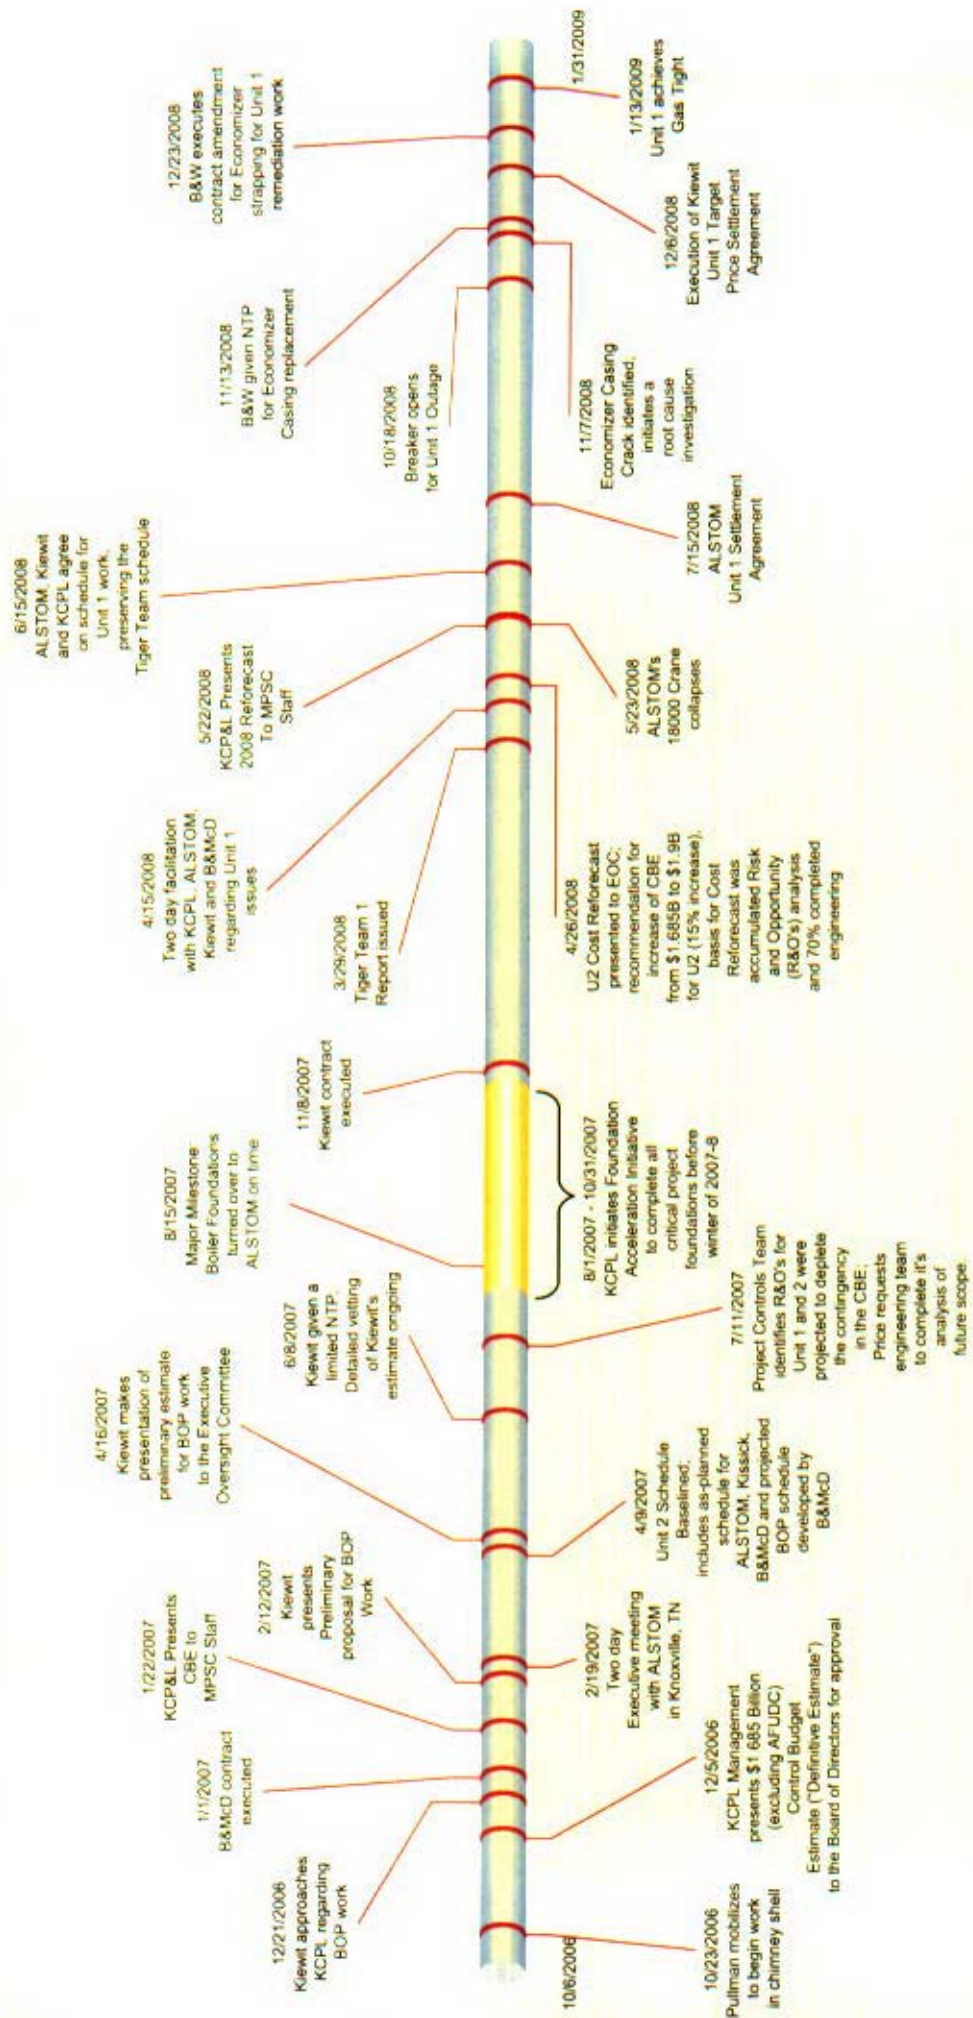 10/6/2006
10/23/2006
Pullman mobilizes
to begin work
in chimney shell
12/5/2006
KCPL Management
presents $1.685 Billion
(excluding AFUDC)
Control Budget
Estimate ("Definitive Estimate")
to the Board of Directors for approval
12/21/2006
Kiewit approaches
KCPL regarding
BOP work
1/1/2007
B&McD contract
executed
1/22/2007
KCP&L Presents
CBE to
MPSC Staff
2/12/2007
Kiewit
presents
Preliminary
proposal for BOP
Work
2/19/2007
Two day
Executive meeting
with ALSTOM
in Knoxville, TN
4/9/2007
Unit 2 Schedule
Baselined;
includes as-planned
schedule for
ALSTOM, Kissick,
B&McD and projected
BOP schedule
developed by
B&McD
4/16/2007
Kiewit makes
presentation of
preliminary estimate
for BOP work
to the Executive
Oversight Committee
6/8/2007
Kiewit given a
limited NTP.
Detailed vetting
of Kiewit's
estimate ongoing
7/11/2007
Project Controls Team
identifies R&O's for
Unit 1 and 2 were
projected to deplete
the contingency
in the CBE;
Price requests
engineering team
to complete it's
analysis of
future scope.
8/15/2007
Major Milestone
Boiler Foundations
turned over to
ALSTOM on time
8/1/2007 - 10/31/2007
KCPL initiates Foundation
Acceleration Initiative
to complete all
critical project
foundations before
winter of 2007-8
11/8/2007
Kiewit contract
executed
3/29/2008
Tiger Team 1
Report issued
4/15/2008
Two day facilitation
with KCPL, ALSTOM,
Kiewit and B&McD
regarding Unit 1
issues
4/26/2008
U2 Cost Reforecast
presented to EOC;
recommendation for
increase of CBE
from $1.685B to $1.9B
for U2 (15% increase),
basis for Cost
Reforecast was
accumulated Risk
and Opportunity
(R&O's) analysis
and 70% completed
engineering
5/22/2008
KCP&L Presents
2008 Reforecast
To MPSC
Staff
5/23/2008
ALSTOM's
18000 Crane
collapses
6/15/2008
ALSTOM, Kiewit
and KCPL agree
on schedule for
Unit 1 work,
preserving the
Tiger Team schedule
7/15/2008
ALSTOM
Unit 1 Settlement
Agreement
10/18/2008
Breaker opens
for Unit 1 Outage
11/7/2008
Economizer Casing
Crack identified;
initiates a
root cause
investigation
11/13/2008
B&W given NTP
for Economizer
Casing replacement
12/6/2008
Execution of Kiewit
Unit 1 Target
Price Settlement
Agreement
12/23/2008
B&W executes
contract amendment
for Economizer
strapping for Unit 1
remediation work
1/13/2009
Unit 1 achieves
Gas Tight
1/31/2009